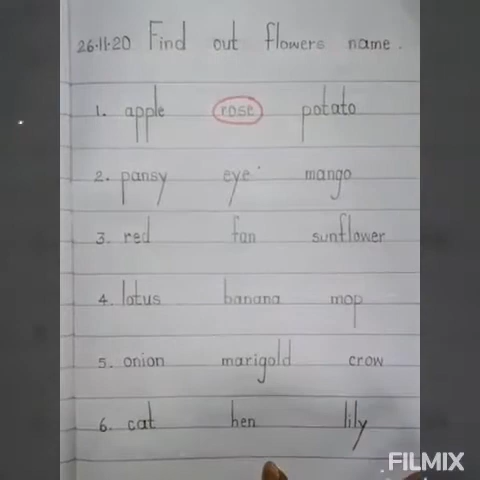 26·11·20 Find out flowers name.
1. apple rose potato
2. pansy eye mango
3. red fan sunflower
4. lotus banana mop
5. onion marigold crow
6. cat hen lily
FILMIX